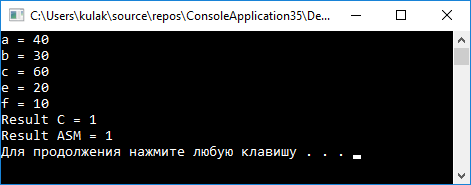 C:\Users\kulak\source\repos\ConsoleApplication35\De...
a = 40
b = 30
c = 60
e = 20
f = 10
Result C = 1
Result ASM = 1
Для продолжения нажмите любую клавишу . . .